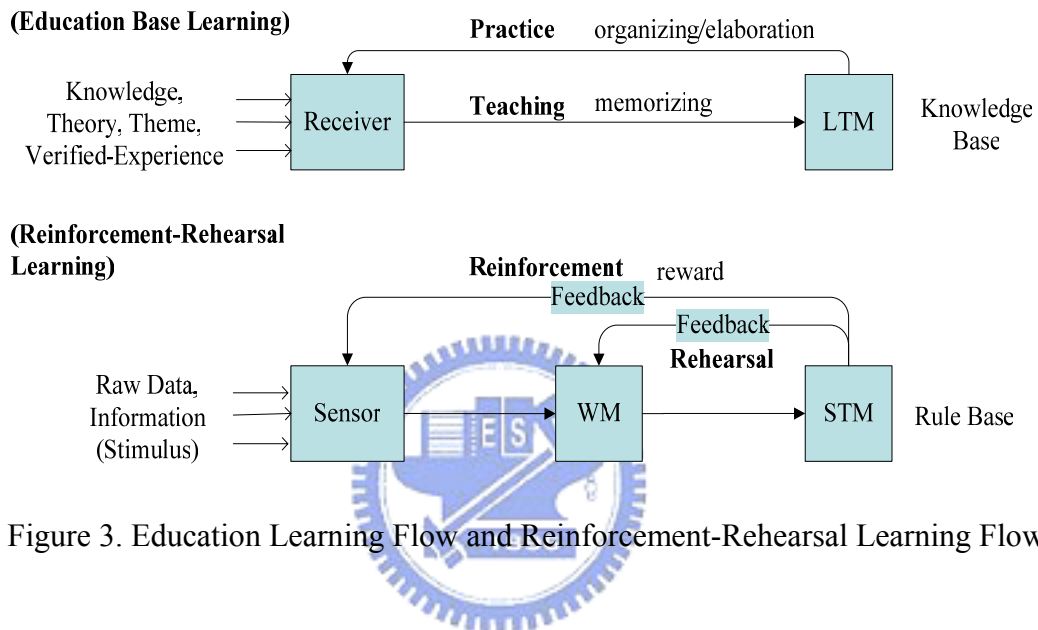 (Education Base Learning)
Practice organizing/elaboration
Knowledge,
Theory, Theme,
Verified-Experience
Receiver
Teaching memorizing
LTM
Knowledge
Base
(Reinforcement-Rehearsal
Learning)
Reinforcement reward
Feedback
Feedback
Rehearsal
Raw Data,
Information
(Stimulus)
Sensor
WM
STM
Rule Base
ES
Figure 3. Education Learning Flow and Reinforcement-Rehearsal Learning Flow